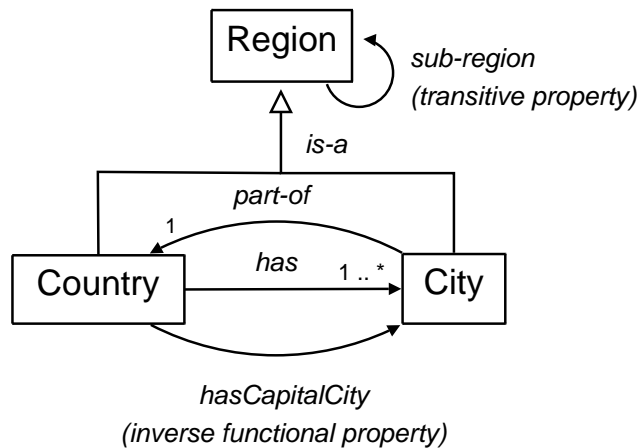 Region
sub-region
(transitive property)
is-a
part-of
1
has
1 .. *
Country
City
hasCapitalCity
(inverse functional property)